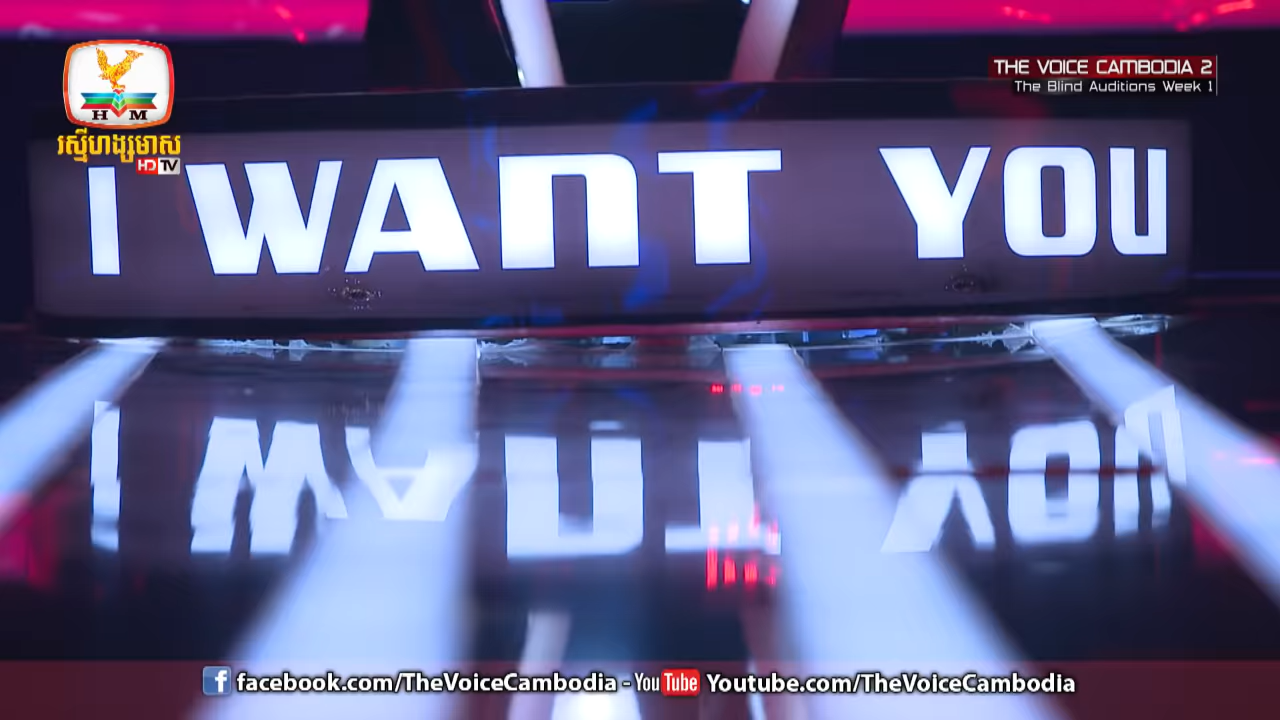 HM
រស្មីហង្សមាស
HD TV
THE VOICE CAMBODIA 2
The Blind Auditions Week 1
I WANT YOU
facebook.com/TheVoiceCambodia - YouTube Youtube.com/TheVoiceCambodia